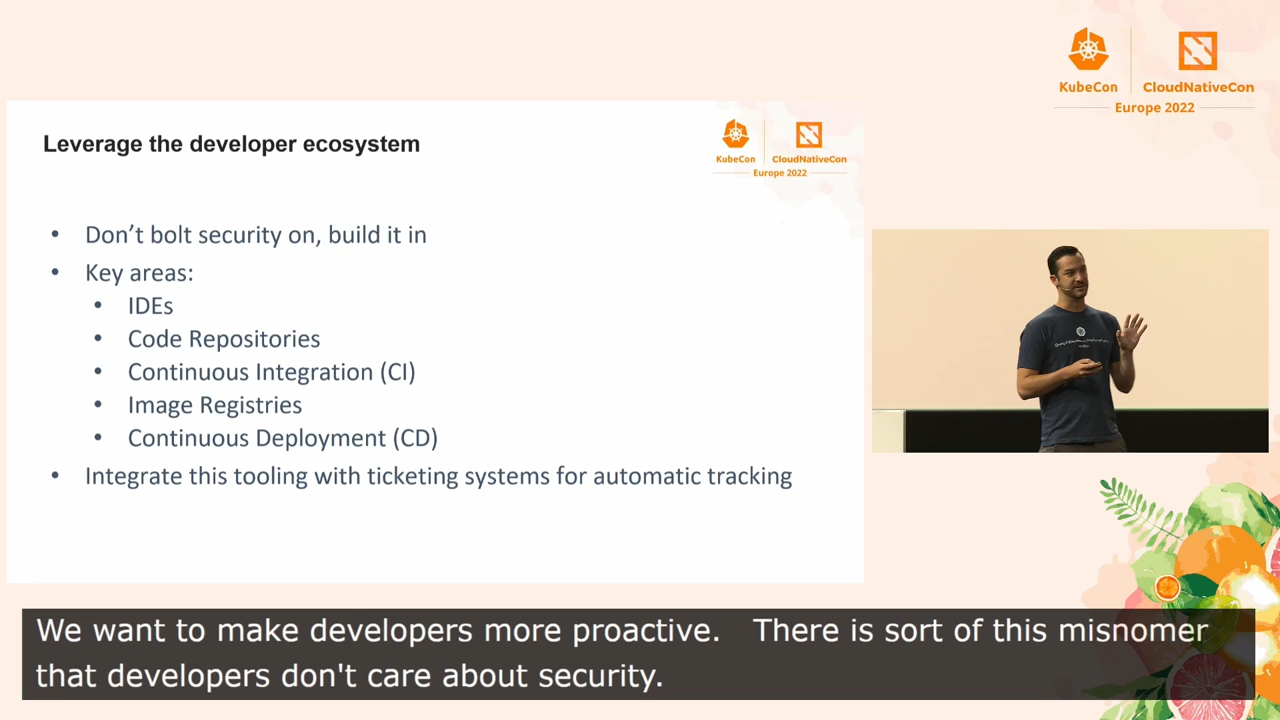 KubeCon
CloudNativeCon
Europe 2022
Leverage the developer ecosystem
KubeCon
CloudNativeCon
Europe 2022
• Don’t bolt security on, build it in
• Key areas:
• IDEs
• Code Repositories
• Continuous Integration (CI)
• Image Registries
• Continuous Deployment (CD)
• Integrate this tooling with ticketing systems for automatic tracking
We want to make developers more proactive. There is sort of this misnomer
that developers don't care about security.